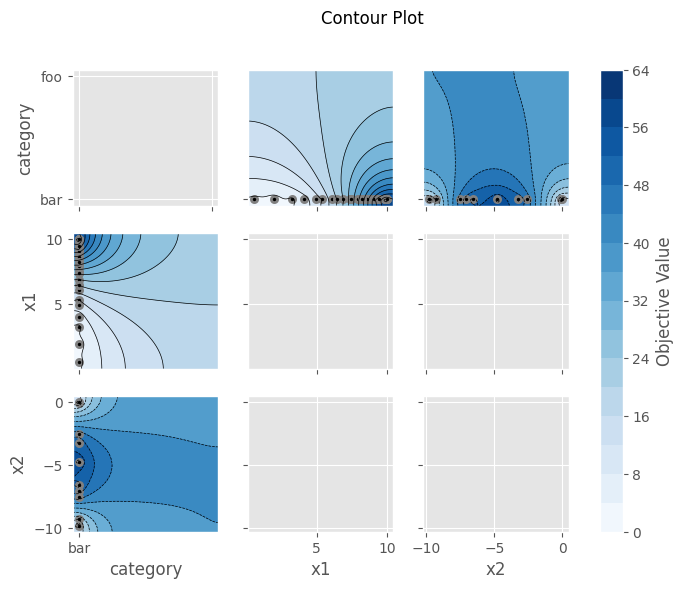 Contour Plot
foo
category
bar
10
x1
5
0
x2
−5
−10
bar
category
5
10
x1
−10
−5
0
x2
64
56
48
40
32
24
16
8
0
Objective Value